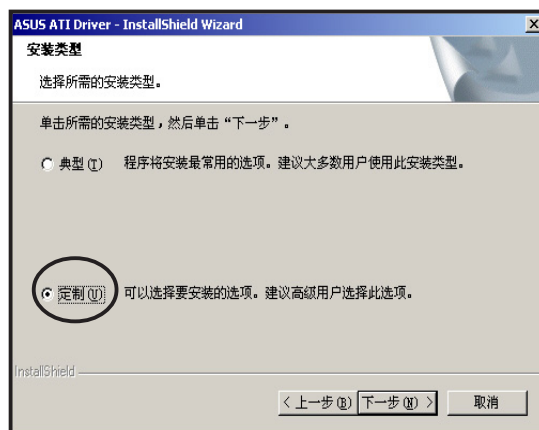 ASUS ATI Driver - InstallShield Wizard
安装类型
选择所需的安装类型。
单击所需的安装类型，然后单击“下一步”。
典型(T) 程序将安装最常用的选项。建议大多数用户使用此安装类型。
定制(U) 可以选择要安装的选项。建议高级用户选择此选项。
InstallShield
< 上一步(B) 下一步(N) > 取消